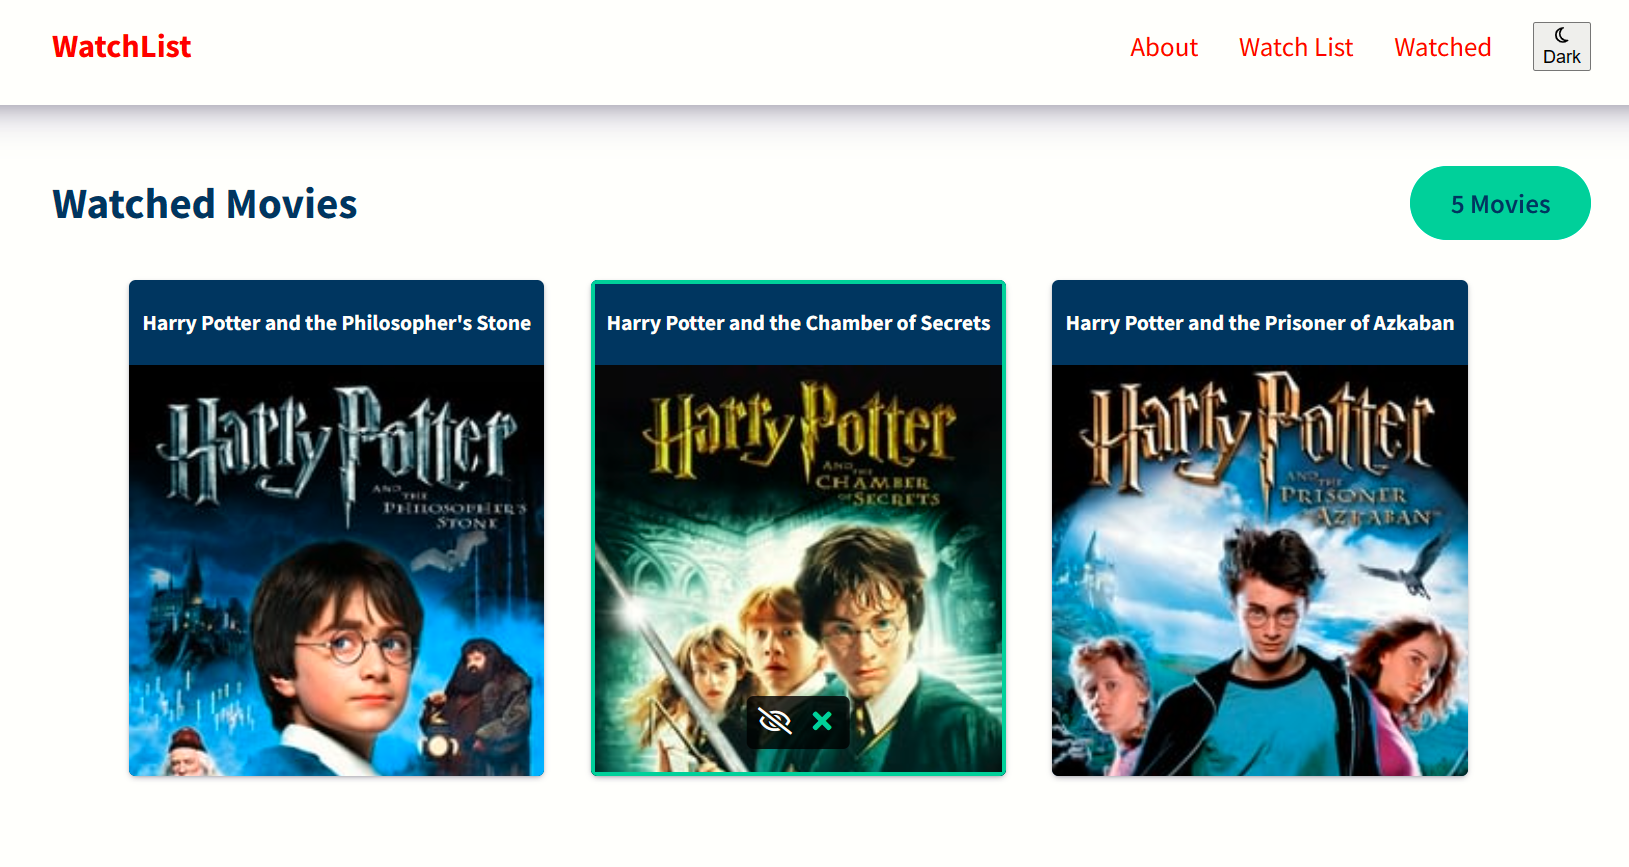 WatchList
About Watch List Watched Dark
Watched Movies
5 Movies
Harry Potter and the Philosopher's Stone
Harry Potter and the Chamber of Secrets
Harry Potter and the Prisoner of Azkaban
Harry Potter
AND THE
PHILOSOPHER'S
STONE
Harry Potter
AND THE
CHAMBER
OF SECRETS
Harry Potter
AND THE
PRISONER
OF AZKABAN